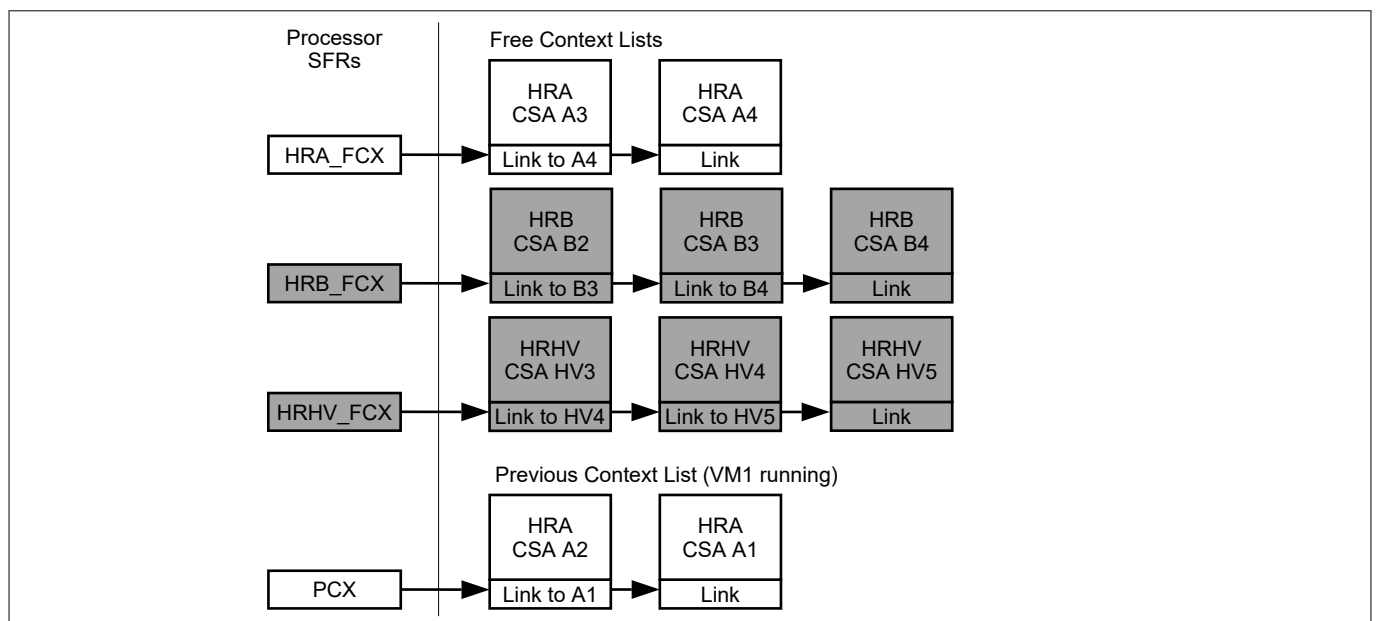 Processor
SFRs
Free Context Lists
HRA
CSA A3
HRA
CSA A4
HRA_FCX
Link to A4
Link
HRB
CSA B2
HRB
CSA B3
HRB
CSA B4
HRB_FCX
Link to B3
Link to B4
Link
HRHV
CSA HV3
HRHV
CSA HV4
HRHV
CSA HV5
HRHV_FCX
Link to HV4
Link to HV5
Link
Previous Context List (VM1 running)
HRA
CSA A2
HRA
CSA A1
PCX
Link to A1
Link